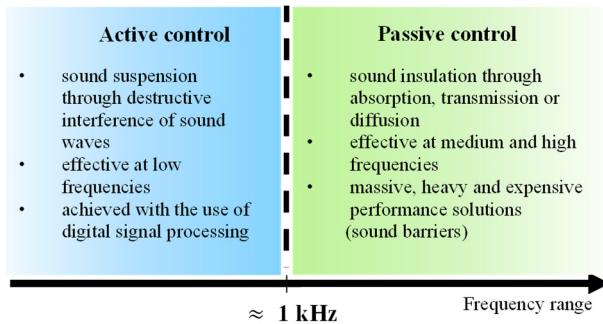 Active control
• sound suspension
through destructive
interference of sound
waves
• effective at low
frequencies
• achieved with the use of
digital signal processing
Passive control
• sound insulation through
absorption, transmission or
diffusion
• effective at medium and high
frequencies
• massive, heavy and expensive
performance solutions
(sound barriers)
≈ 1 kHz
Frequency range